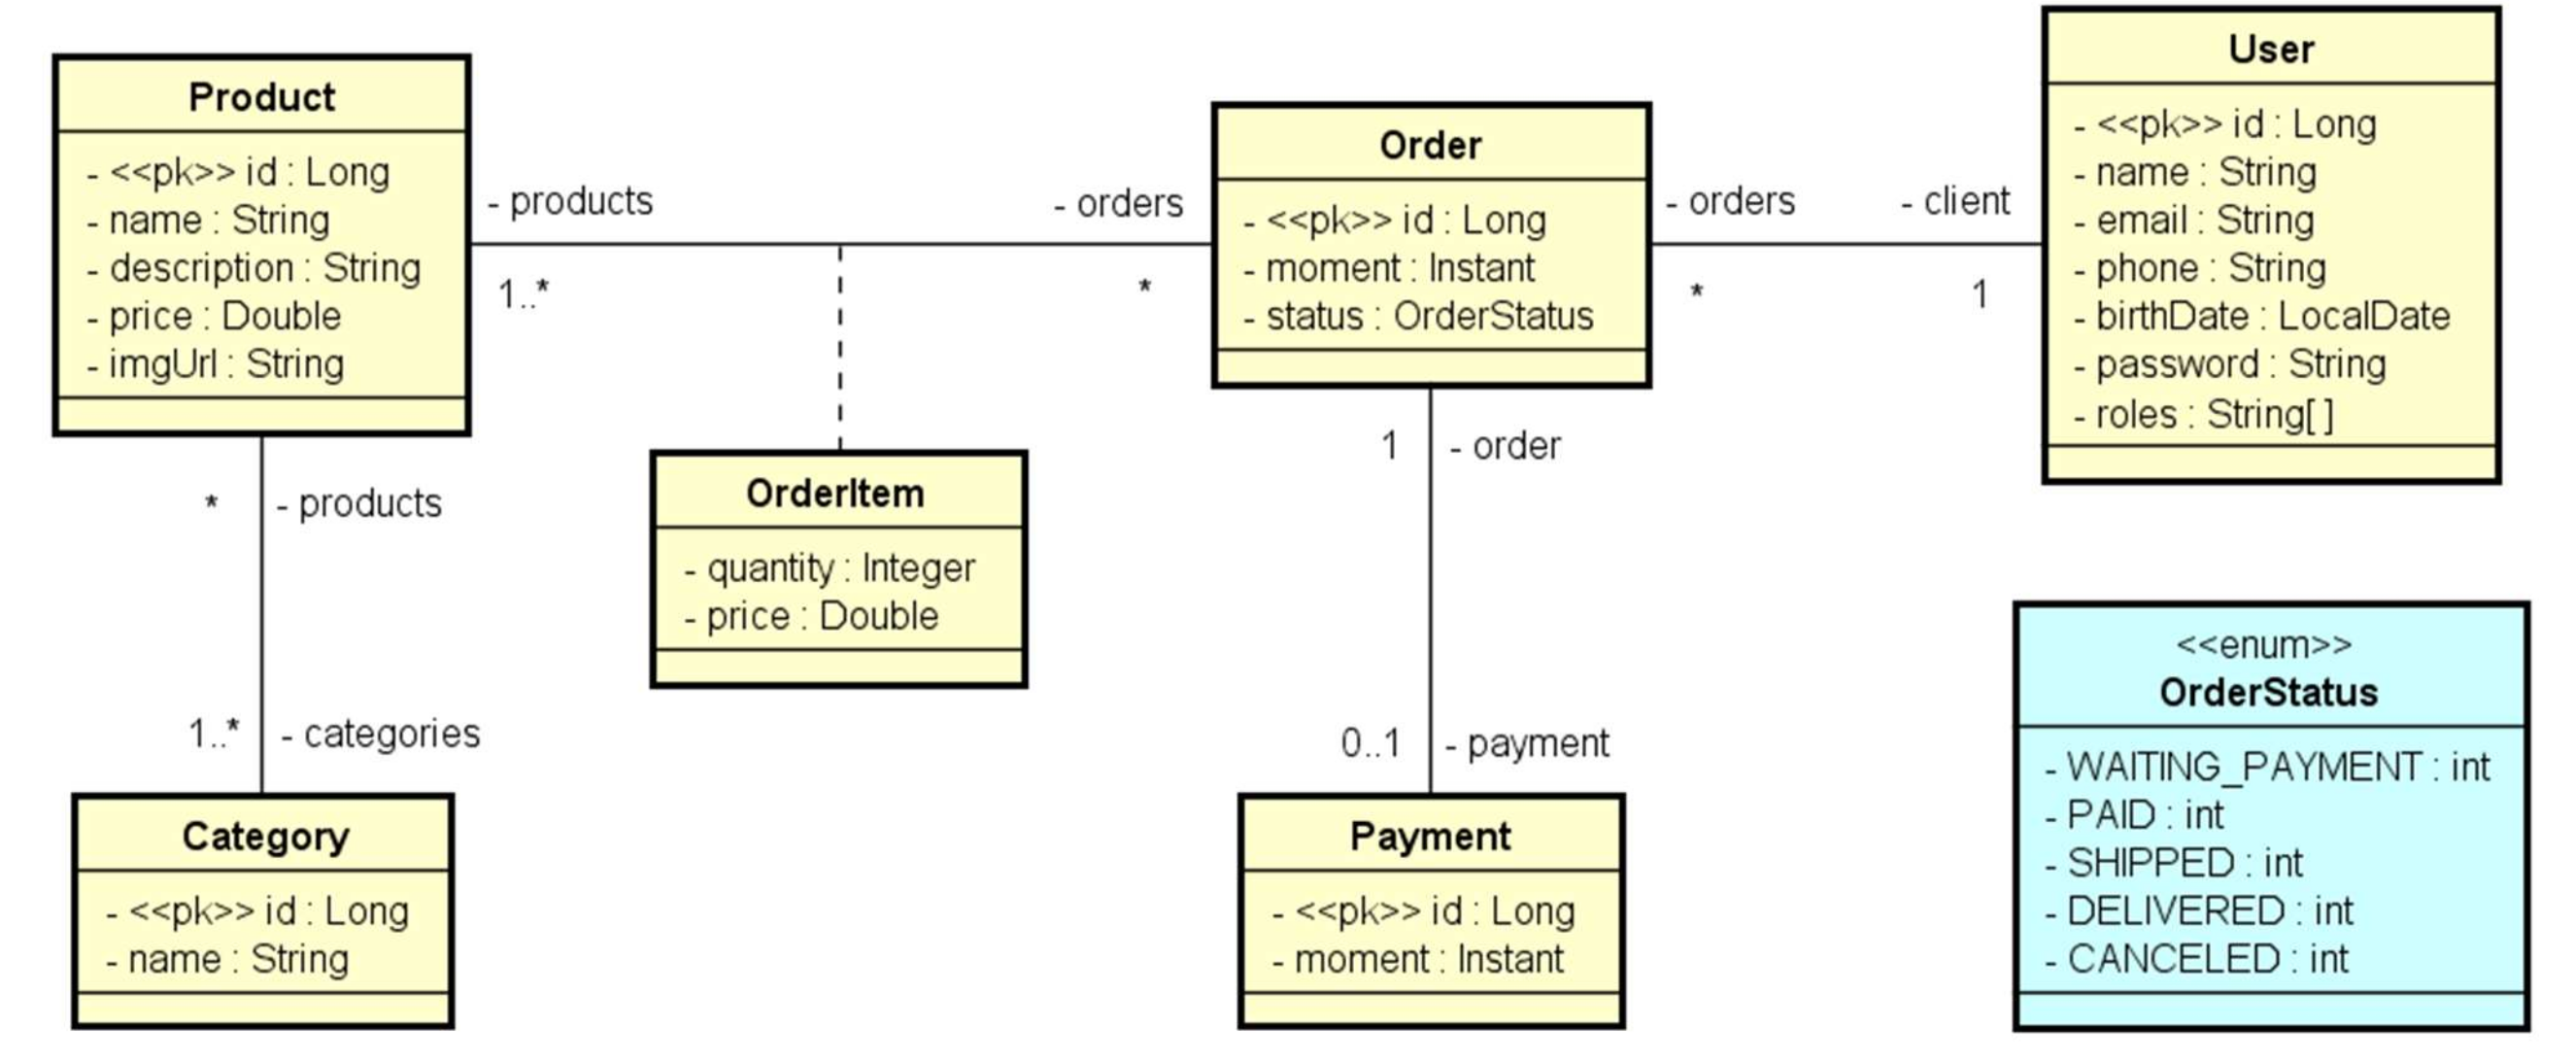 Product
- <<pk>> id : Long
- name : String
- description : String
- price : Double
- imgUrl : String
- products
1..*
- orders
*
Order
- <<pk>> id : Long
- moment : Instant
- status : OrderStatus
- orders
*
- client
1
User
- <<pk>> id : Long
- name : String
- email : String
- phone : String
- birthDate : LocalDate
- password : String
- roles : String[ ]
* - products
1..* - categories
OrderItem
- quantity : Integer
- price : Double
1 - order
0..1 - payment
Category
- <<pk>> id : Long
- name : String
Payment
- <<pk>> id : Long
- moment : Instant
<<enum>>
OrderStatus
- WAITING_PAYMENT : int
- PAID : int
- SHIPPED : int
- DELIVERED : int
- CANCELED : int